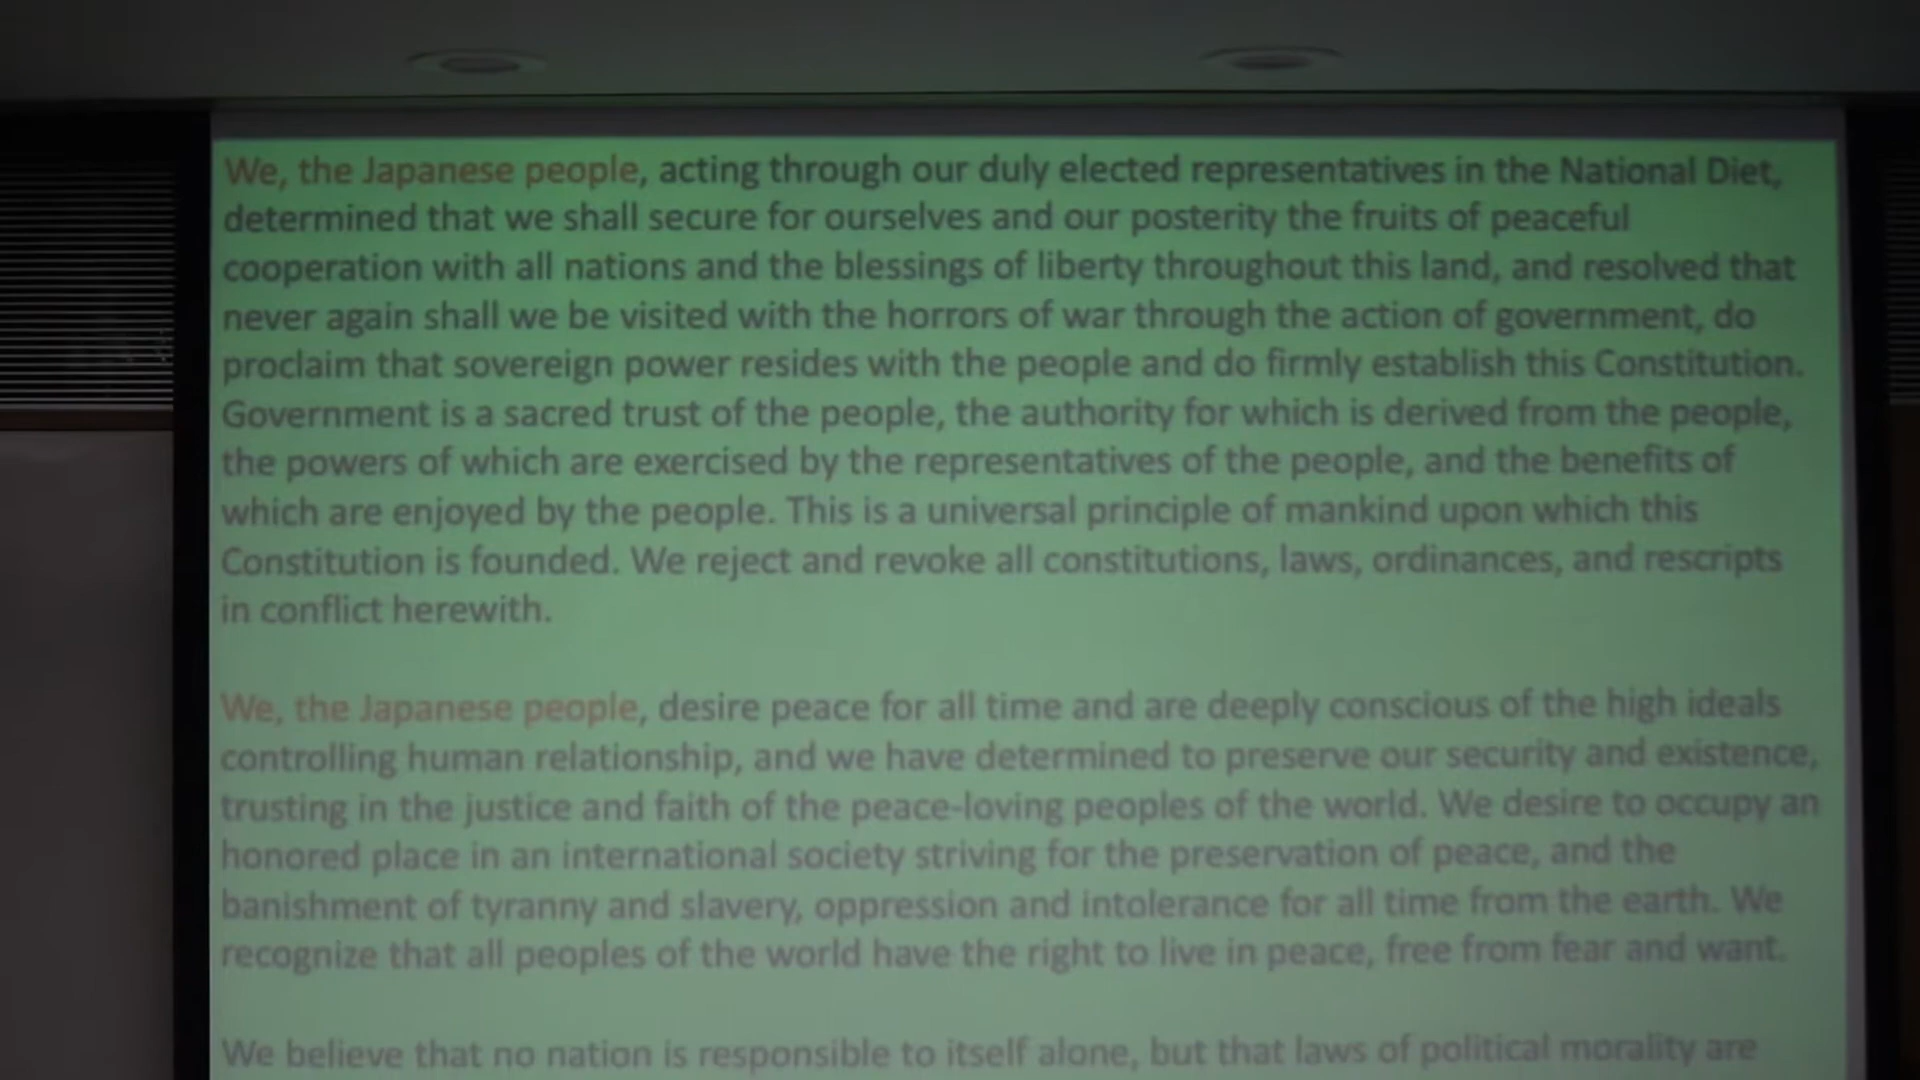 We, the Japanese people, acting through our duly elected representatives in the National Diet,
determined that we shall secure for ourselves and our posterity the fruits of peaceful
cooperation with all nations and the blessings of liberty throughout this land, and resolved that
never again shall we be visited with the horrors of war through the action of government, do
proclaim that sovereign power resides with the people and do firmly establish this Constitution.
Government is a sacred trust of the people, the authority for which is derived from the people,
the powers of which are exercised by the representatives of the people, and the benefits of
which are enjoyed by the people. This is a universal principle of mankind upon which this
Constitution is founded. We reject and revoke all constitutions, laws, ordinances, and rescripts
in conflict herewith.
We, the Japanese people, desire peace for all time and are deeply conscious of the high ideals
controlling human relationship, and we have determined to preserve our security and existence,
trusting in the justice and faith of the peace-loving peoples of the world. We desire to occupy an
honored place in an international society striving for the preservation of peace, and the
banishment of tyranny and slavery, oppression and intolerance for all time from the earth. We
recognize that all peoples of the world have the right to live in peace, free from fear and want.
We believe that no nation is responsible to itself alone, but that laws of political morality are